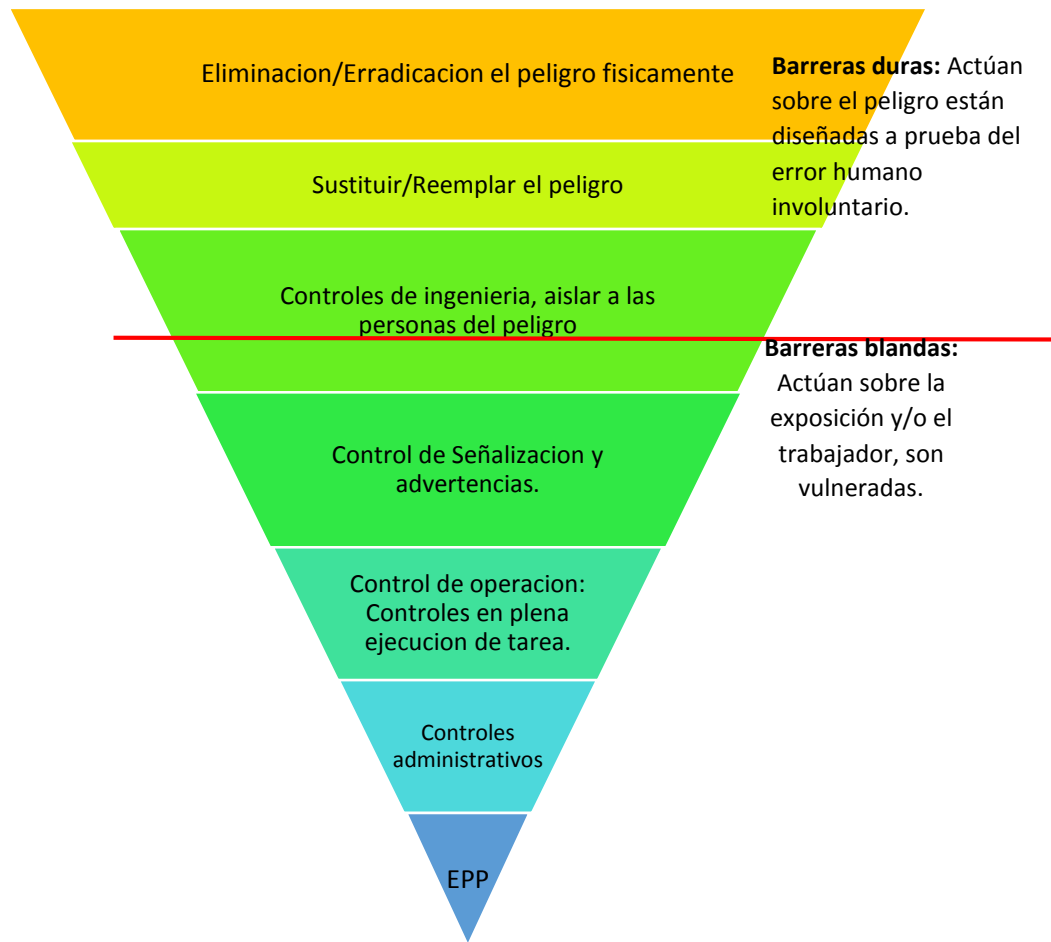 Eliminacion/Erradicacion el peligro fisicamente
Barreras duras: Actúan
sobre el peligro están
diseñadas a prueba del
error humano
involuntario.
Sustituir/Reemplar el peligro
Controles de ingenieria, aislar a las
personas del peligro
Barreras blandas:
Actúan sobre la
exposición y/o el
trabajador, son
vulneradas.
Control de Señalizacion y
advertencias.
Control de operacion:
Controles en plena
ejecucion de tarea.
Controles
administrativos
EPP